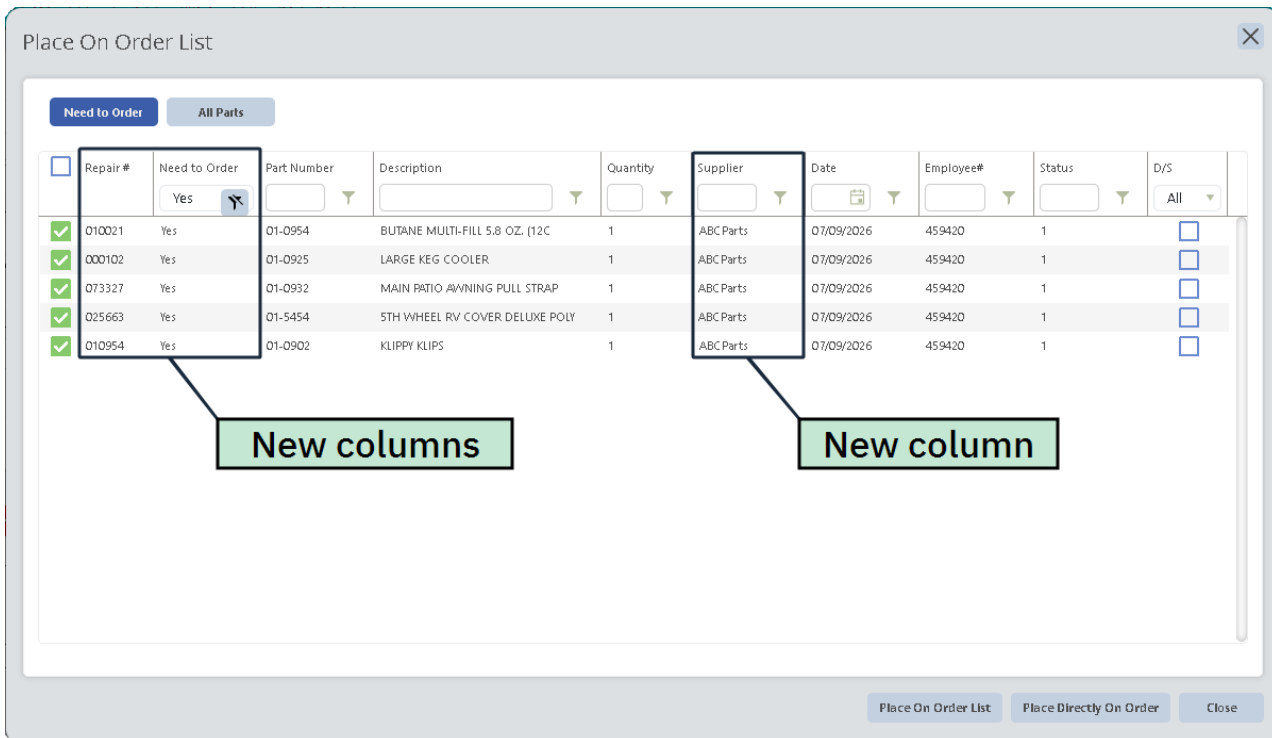 Place On Order List
Need to Order All Parts
Repair # Need to Order Part Number Description Quantity Supplier Date Employee# Status D/S
Yes All
010021 Yes 01-0954 BUTANE MULTI-FILL 5.8 OZ. (12C 1 ABC Parts 07/09/2026 459420 1
000102 Yes 01-0925 LARGE KEG COOLER 1 ABC Parts 07/09/2026 459420 1
073327 Yes 01-0932 MAIN PATIO AWNING PULL STRAP 1 ABC Parts 07/09/2026 459420 1
025663 Yes 01-5454 5TH WHEEL RV COVER DELUXE POLY 1 ABC Parts 07/09/2026 459420 1
010954 Yes 01-0902 KLIPPY KLIPS 1 ABC Parts 07/09/2026 459420 1
New columns New column
Place On Order List Place Directly On Order Close